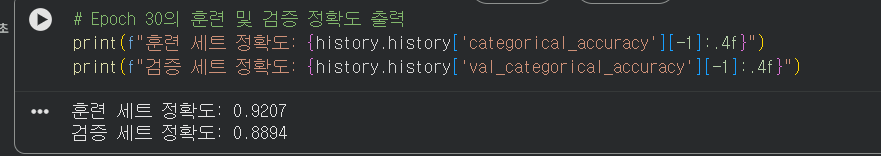 초
# Epoch 30의 훈련 및 검증 정확도 출력
print(f"훈련 세트 정확도: {history.history['categorical_accuracy'][-1]:.4f}")
print(f"검증 세트 정확도: {history.history['val_categorical_accuracy'][-1]:.4f}")
훈련 세트 정확도: 0.9207
검증 세트 정확도: 0.8894